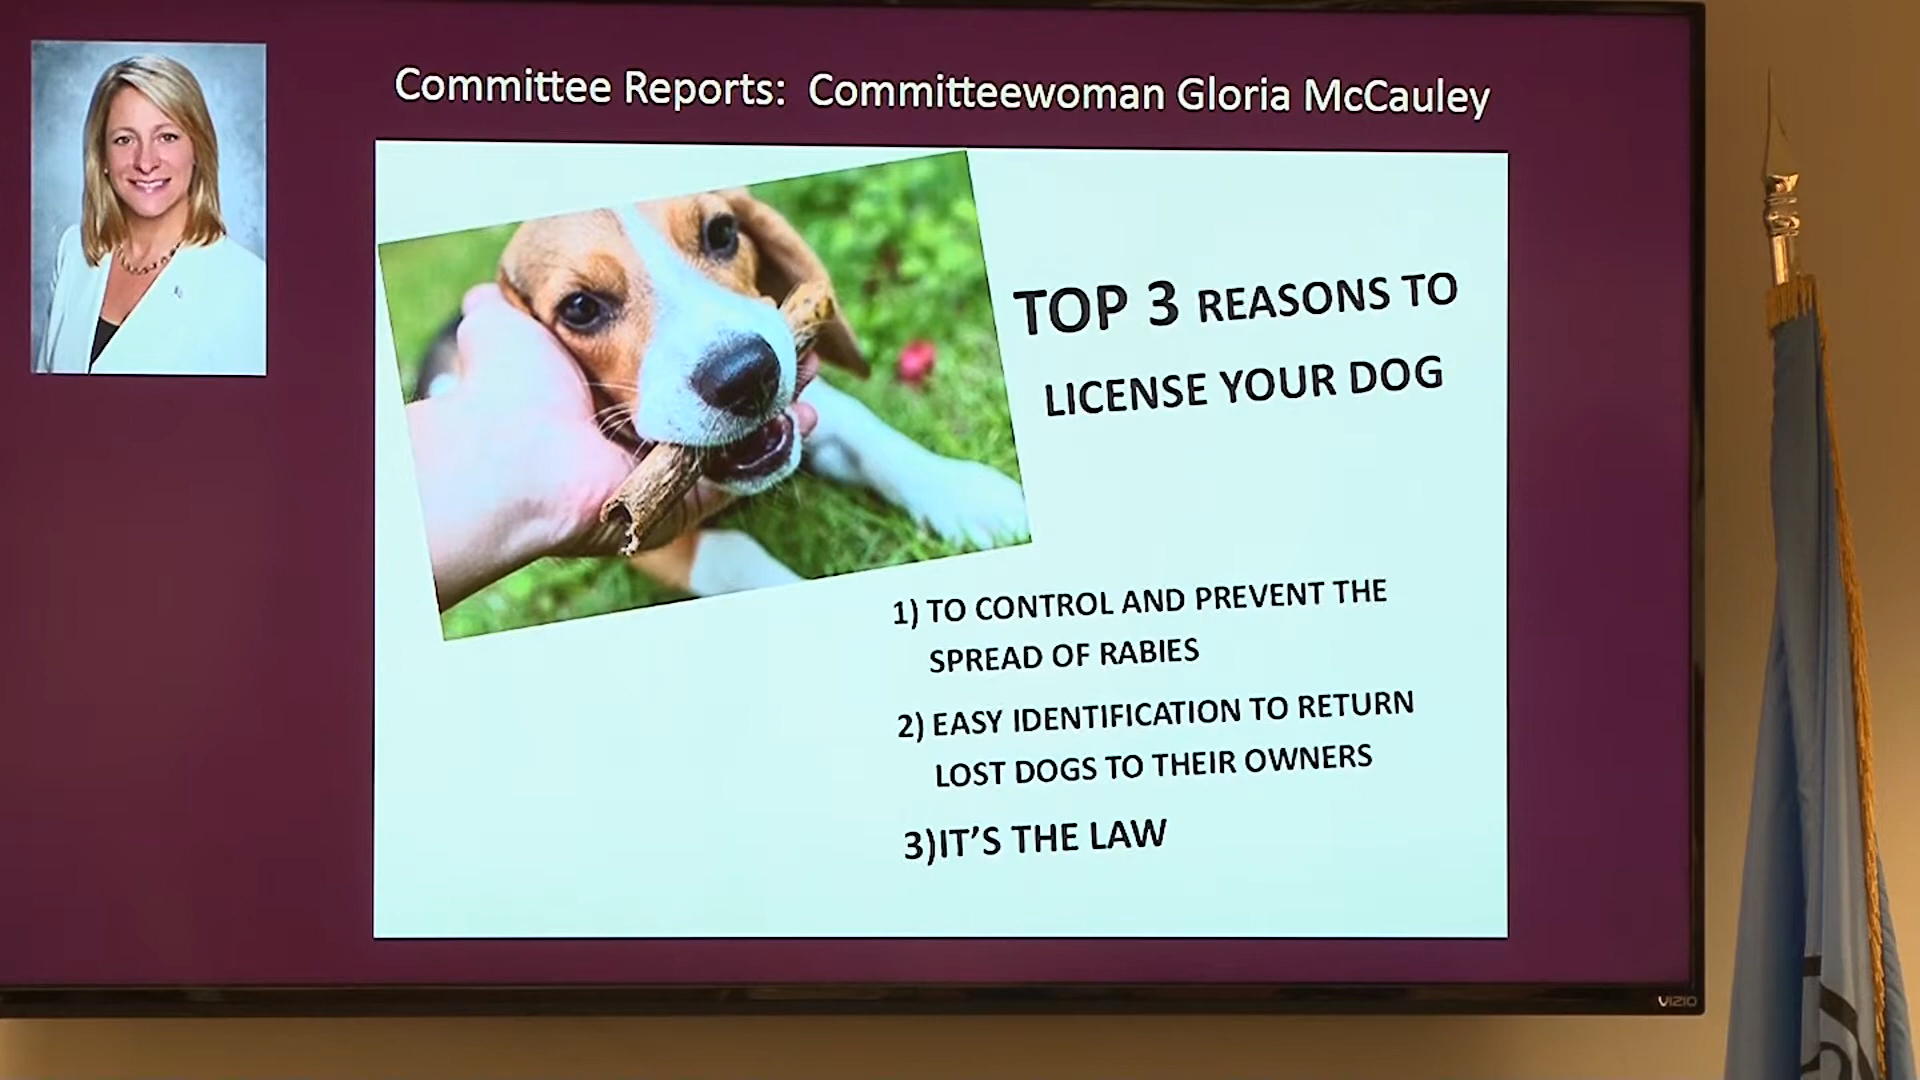 Committee Reports:  Committeewoman Gloria McCauley
TOP 3 REASONS TO
LICENSE YOUR DOG
1) TO CONTROL AND PREVENT THE
SPREAD OF RABIES
2) EASY IDENTIFICATION TO RETURN
LOST DOGS TO THEIR OWNERS
3)IT'S THE LAW
VIZIO